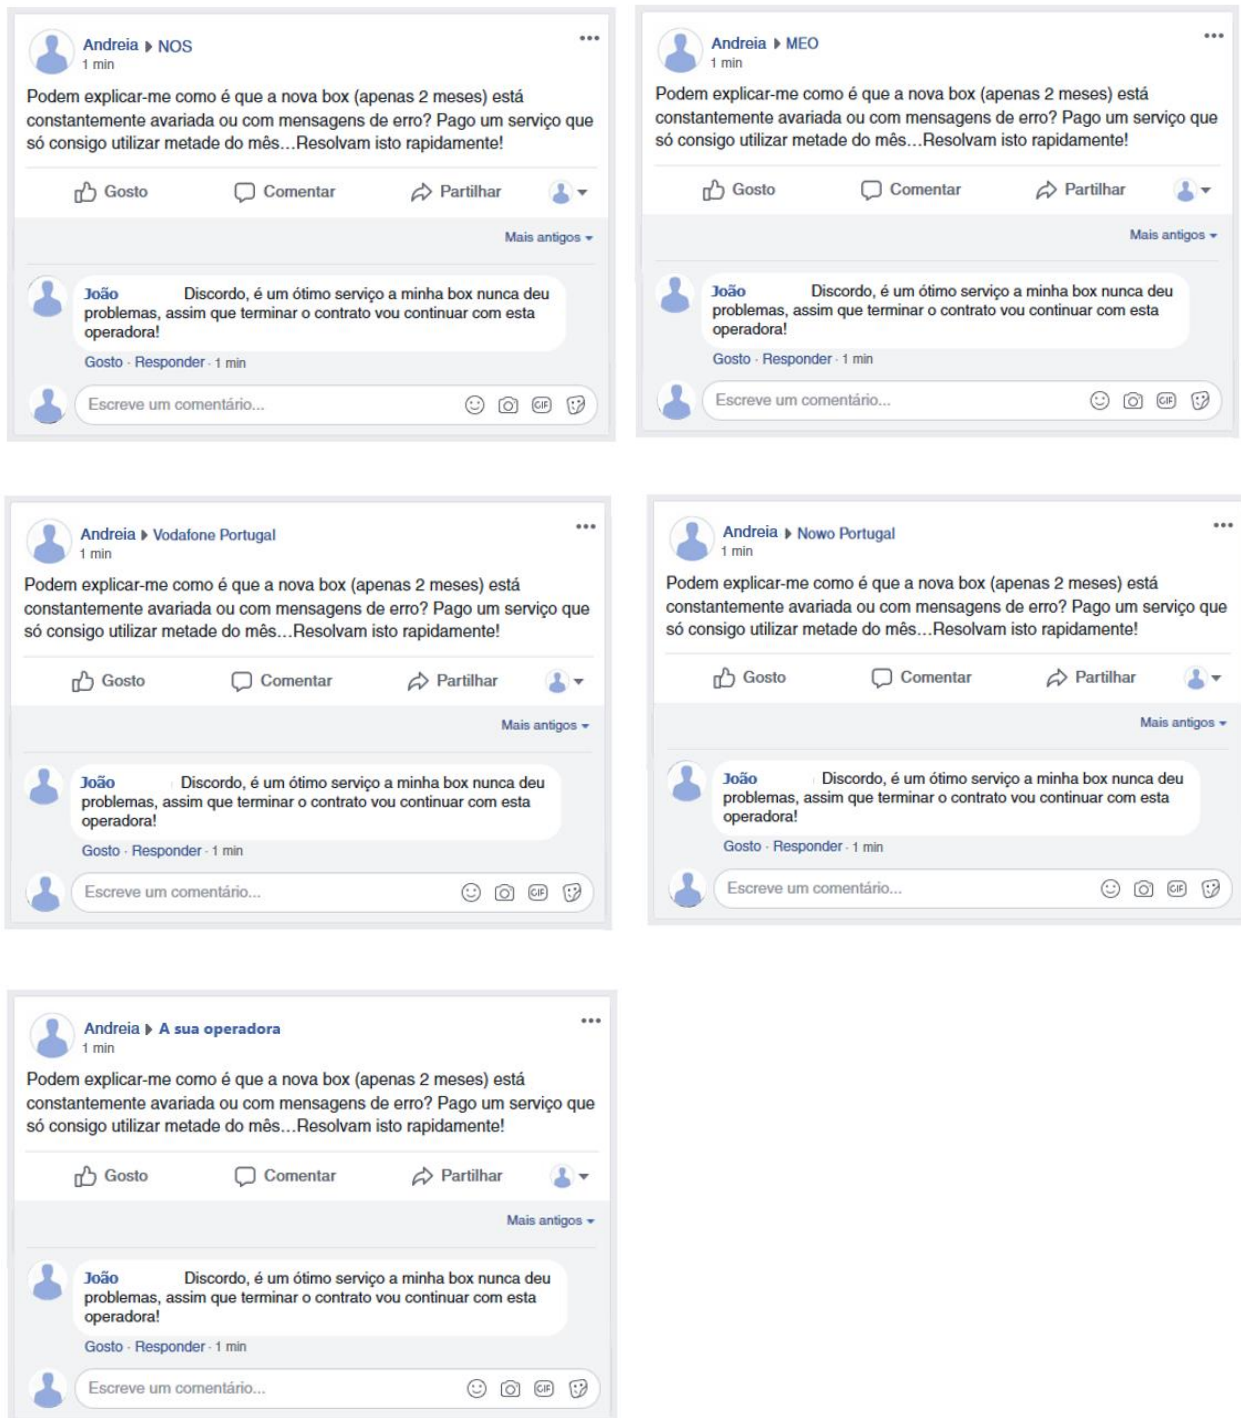 Andreia ▸ NOS
1 min
Podem explicar-me como é que a nova box (apenas 2 meses) está
constantemente avariada ou com mensagens de erro? Pago um serviço que
só consigo utilizar metade do mês...Resolvam isto rapidamente!
Gosto Comentar Partilhar
Mais antigos
João Discordo, é um ótimo serviço a minha box nunca deu
problemas, assim que terminar o contrato vou continuar com esta
operadora!
Gosto · Responder · 1 min
Escreve um comentário... GIF
Andreia ▸ MEO
1 min
Podem explicar-me como é que a nova box (apenas 2 meses) está
constantemente avariada ou com mensagens de erro? Pago um serviço que
só consigo utilizar metade do mês...Resolvam isto rapidamente!
Gosto Comentar Partilhar
Mais antigos
João Discordo, é um ótimo serviço a minha box nunca deu
problemas, assim que terminar o contrato vou continuar com esta
operadora!
Gosto · Responder · 1 min
Escreve um comentário... GIF
Andreia ▸ Vodafone Portugal
1 min
Podem explicar-me como é que a nova box (apenas 2 meses) está
constantemente avariada ou com mensagens de erro? Pago um serviço que
só consigo utilizar metade do mês...Resolvam isto rapidamente!
Gosto Comentar Partilhar
Mais antigos
João Discordo, é um ótimo serviço a minha box nunca deu
problemas, assim que terminar o contrato vou continuar com esta
operadora!
Gosto · Responder · 1 min
Escreve um comentário... GIF
Andreia ▸ Nowo Portugal
1 min
Podem explicar-me como é que a nova box (apenas 2 meses) está
constantemente avariada ou com mensagens de erro? Pago um serviço que
só consigo utilizar metade do mês...Resolvam isto rapidamente!
Gosto Comentar Partilhar
Mais antigos
João Discordo, é um ótimo serviço a minha box nunca deu
problemas, assim que terminar o contrato vou continuar com esta
operadora!
Gosto · Responder · 1 min
Escreve um comentário... GIF
Andreia ▸ A sua operadora
1 min
Podem explicar-me como é que a nova box (apenas 2 meses) está
constantemente avariada ou com mensagens de erro? Pago um serviço que
só consigo utilizar metade do mês...Resolvam isto rapidamente!
Gosto Comentar Partilhar
Mais antigos
João Discordo, é um ótimo serviço a minha box nunca deu
problemas, assim que terminar o contrato vou continuar com esta
operadora!
Gosto · Responder · 1 min
Escreve um comentário... GIF